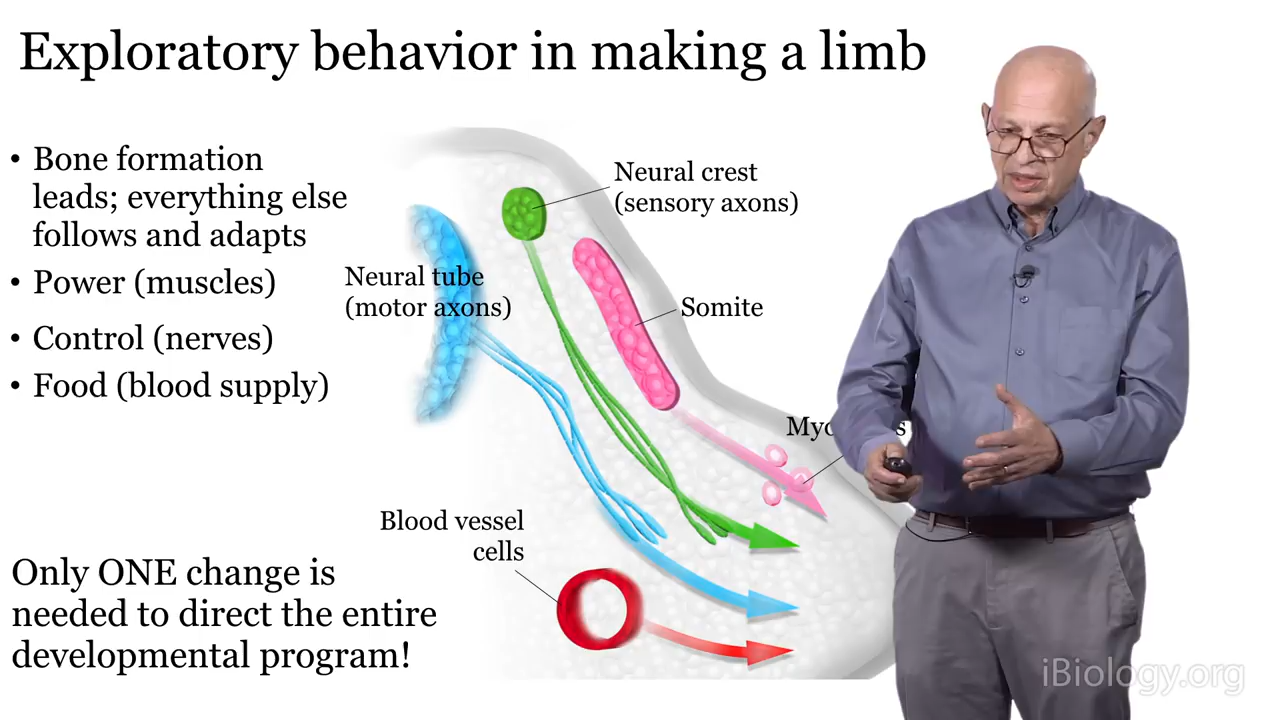 Exploratory behavior in making a limb
• Bone formation
leads; everything else
follows and adapts
• Power (muscles)
• Control (nerves)
• Food (blood supply)
Only ONE change is
needed to direct the entire
developmental program!
Neural crest
(sensory axons)
Neural tube
(motor axons)
Somite
Blood vessel
cells
iBiology.org